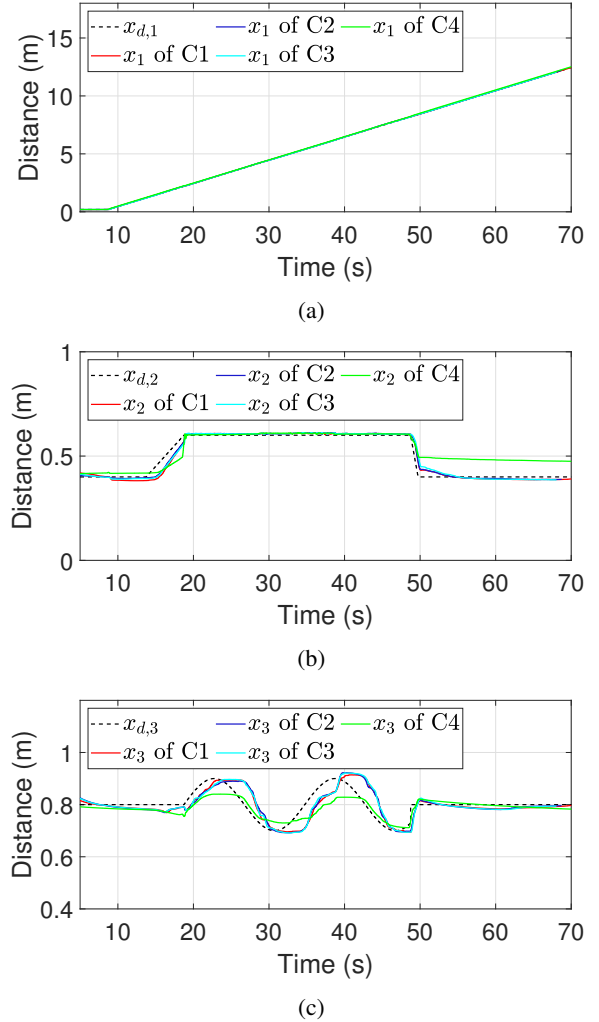 x_{d,1} x_1 of C2 x_1 of C4
x_1 of C1 x_1 of C3
15
10
5
0
Distance (m)
10 20 30 40 50 60 70
Time (s)
(a)
x_{d,2} x_2 of C2 x_2 of C4
x_2 of C1 x_2 of C3
1
0.5
0
Distance (m)
10 20 30 40 50 60 70
Time (s)
(b)
x_{d,3} x_3 of C2 x_3 of C4
x_3 of C1 x_3 of C3
1
0.8
0.6
0.4
Distance (m)
10 20 30 40 50 60 70
Time (s)
(c)